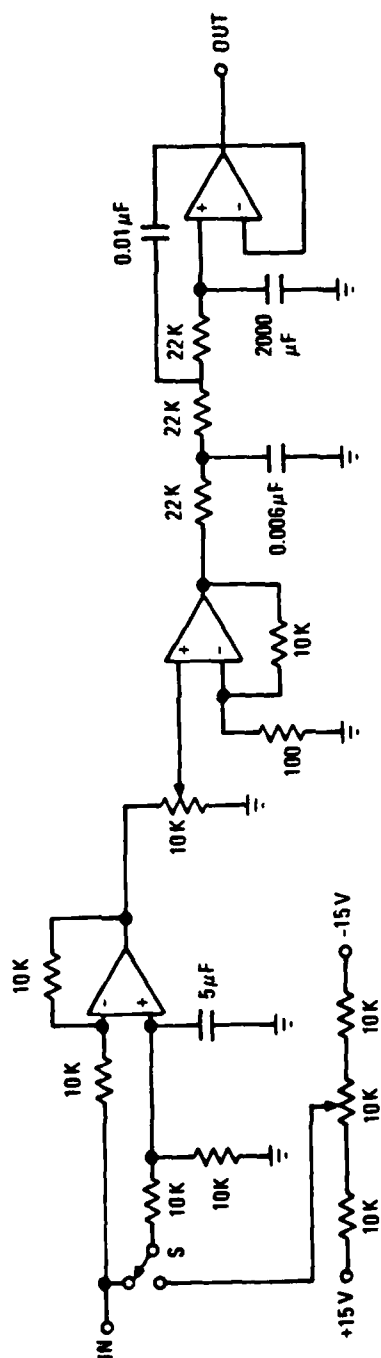 IN
S
10K
10K
-
+
10K
10K
5μF
+15V
10K
10K
10K
-15V
10K
+
-
100
10K
22K
0.006μF
22K
22K
0.01μF
2000
μF
+
-
OUT